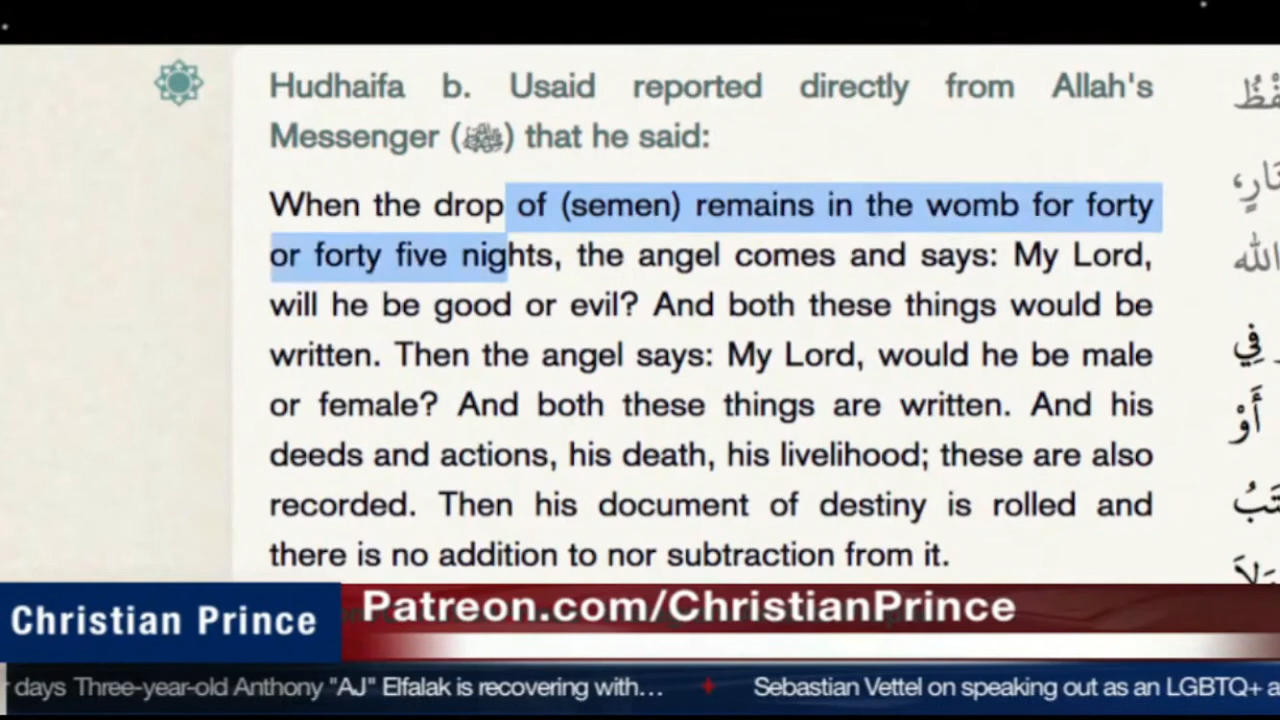 Hudhaifa b. Usaid reported directly from Allah's
Messenger (ﷺ) that he said:
When the drop of (semen) remains in the womb for forty
or forty five nights, the angel comes and says: My Lord,
will he be good or evil? And both these things would be
written. Then the angel says: My Lord, would he be male
or female? And both these things are written. And his
deeds and actions, his death, his livelihood; these are also
recorded. Then his document of destiny is rolled and
there is no addition to nor subtraction from it.
الله
فِي
أَوْ
Christian Prince
Patreon.com/ChristianPrince
days Three-year-old Anthony "AJ" Elfalak is recovering with... Sebastian Vettel on speaking out as an LGBTQ+ a